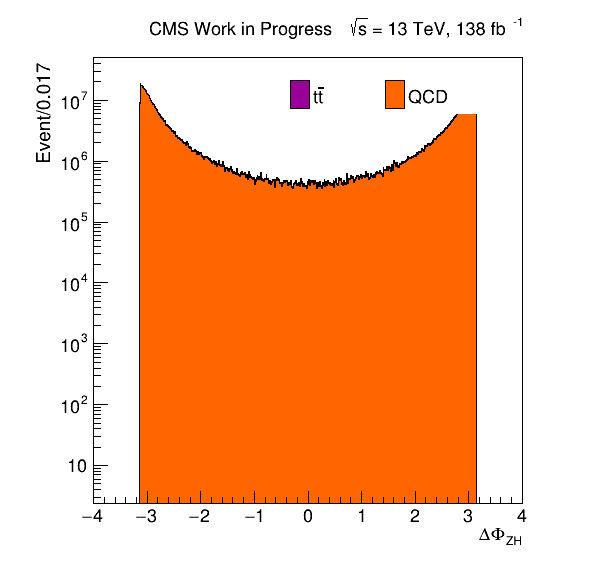 CMS Work in Progress √s = 13 TeV, 138 fb⁻¹
Event/0.017
tt̄ QCD
10⁷
10⁶
10⁵
10⁴
10³
10²
10
−4 −3 −2 −1 0 1 2 3 4
ΔΦ_ZH